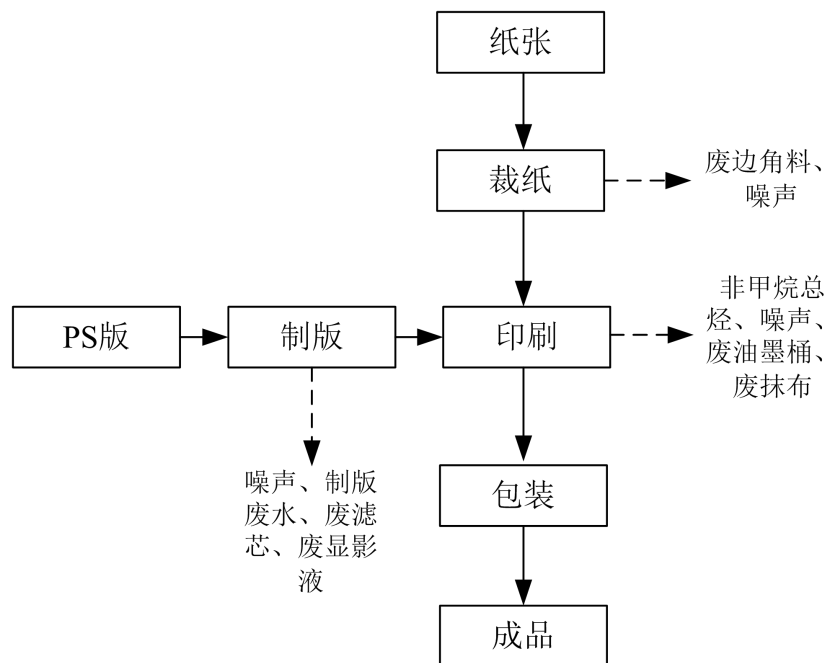 纸张
裁纸
废边角料、
噪声
PS版
制版
印刷
非甲烷总
烃、噪声、
废油墨桶、
废抹布
噪声、制版
废水、废滤
芯、废显影
液
包装
成品